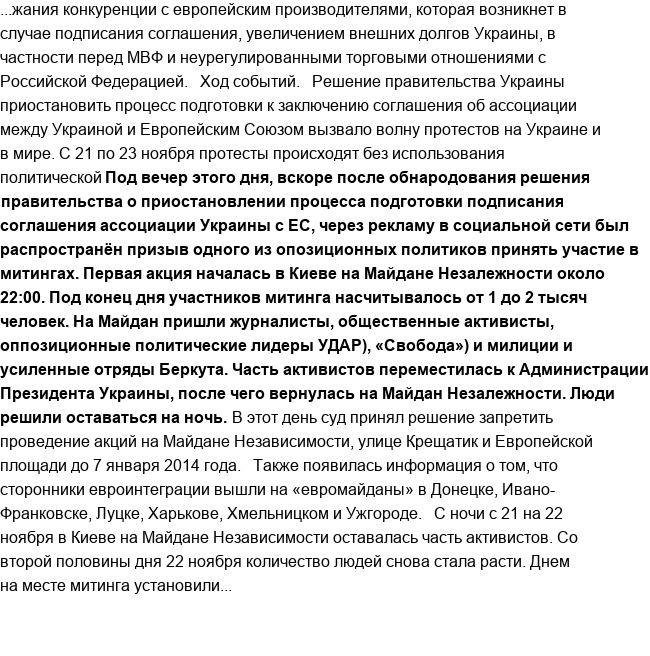 ...жания конкуренции с европейским производителями, которая возникнет в
случае подписания соглашения, увеличением внешних долгов Украины, в
частности перед МВФ и неурегулированными торговыми отношениями с
Российской Федерацией.   Ход событий.   Решение правительства Украины
приостановить процесс подготовки к заключению соглашения об ассоциации
между Украиной и Европейским Союзом вызвало волну протестов на Украине и
в мире. С 21 по 23 ноября протесты происходят без использования
политической Под вечер этого дня, вскоре после обнародования решения
правительства о приостановлении процесса подготовки подписания
соглашения ассоциации Украины с ЕС, через рекламу в социальной сети был
распространён призыв одного из опозиционных политиков принять участие в
митингах. Первая акция началась в Киеве на Майдане Незалежности около
22:00. Под конец дня участников митинга насчитывалось от 1 до 2 тысяч
человек. На Майдан пришли журналисты, общественные активисты,
оппозиционные политические лидеры УДАР), «Свобода») и милиции и
усиленные отряды Беркута. Часть активистов переместилась к Администрации
Президента Украины, после чего вернулась на Майдан Незалежности. Люди
решили оставаться на ночь. В этот день суд принял решение запретить
проведение акций на Майдане Независимости, улице Крещатик и Европейской
площади до 7 января 2014 года.   Также появилась информация о том, что
сторонники евроинтеграции вышли на «евромайданы» в Донецке, Ивано-
Франковске, Луцке, Харькове, Хмельницком и Ужгороде.   С ночи с 21 на 22
ноября в Киеве на Майдане Независимости оставалась часть активистов. Со
второй половины дня 22 ноября количество людей снова стала расти. Днем
на месте митинга установили...